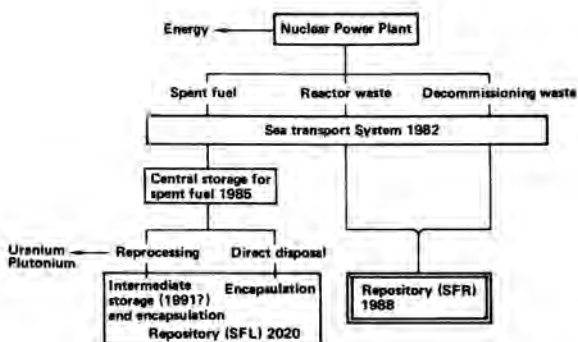 Energy
Nuclear Power Plant
Spent fuel
Reactor waste
Decommissioning waste
Sea transport System 1982
Central storage for
spent fuel 1985
Uranium
Plutonium
Reprocessing
Direct disposal
Intermediate
storage (1991?)
and encapsulation
Encapsulation
Repository (SFL) 2020
Repository (SFR)
1988